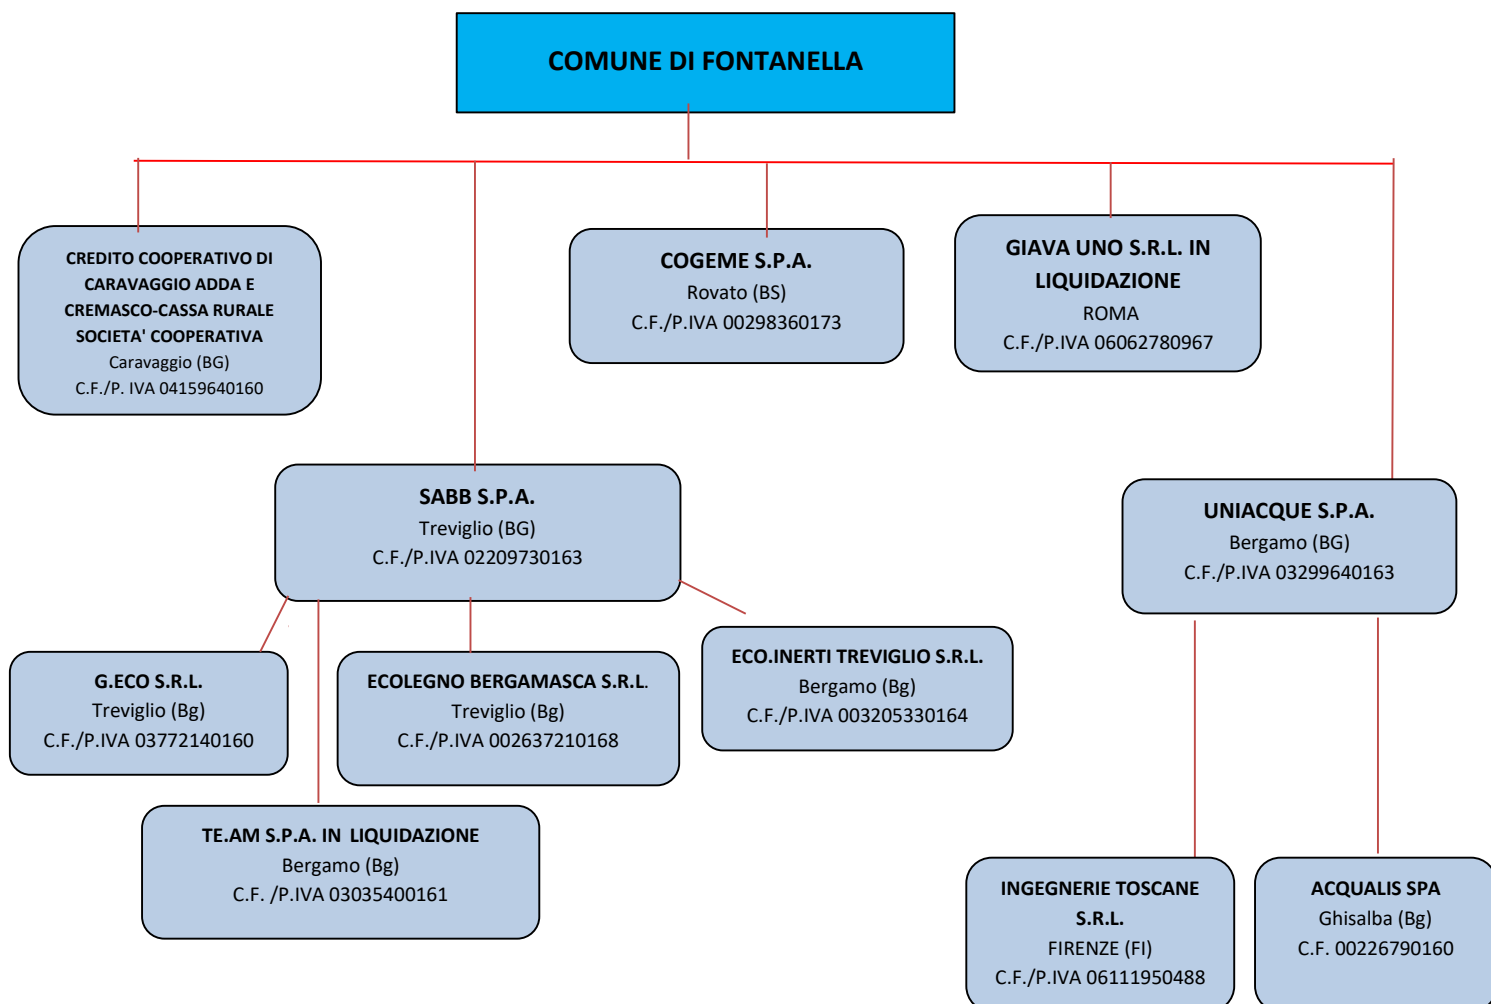 COMUNE DI FONTANELLA
CREDITO COOPERATIVO DI
CARAVAGGIO ADDA E
CREMASCO-CASSA RURALE
SOCIETA' COOPERATIVA
Caravaggio (BG)
C.F./P. IVA 04159640160
COGEME S.P.A.
Rovato (BS)
C.F./P.IVA 00298360173
GIAVA UNO S.R.L. IN
LIQUIDAZIONE
ROMA
C.F./P.IVA 06062780967
SABB S.P.A.
Treviglio (BG)
C.F./P.IVA 02209730163
UNIACQUE S.P.A.
Bergamo (BG)
C.F./P.IVA 03299640163
G.ECO S.R.L.
Treviglio (Bg)
C.F./P.IVA 03772140160
ECOLEGNO BERGAMASCA S.R.L.
Treviglio (Bg)
C.F./P.IVA 002637210168
ECO.INERTI TREVIGLIO S.R.L.
Bergamo (Bg)
C.F./P.IVA 003205330164
TE.AM S.P.A. IN LIQUIDAZIONE
Bergamo (Bg)
C.F. /P.IVA 03035400161
INGEGNERIE TOSCANE
S.R.L.
FIRENZE (FI)
C.F./P.IVA 06111950488
ACQUALIS SPA
Ghisalba (Bg)
C.F. 00226790160